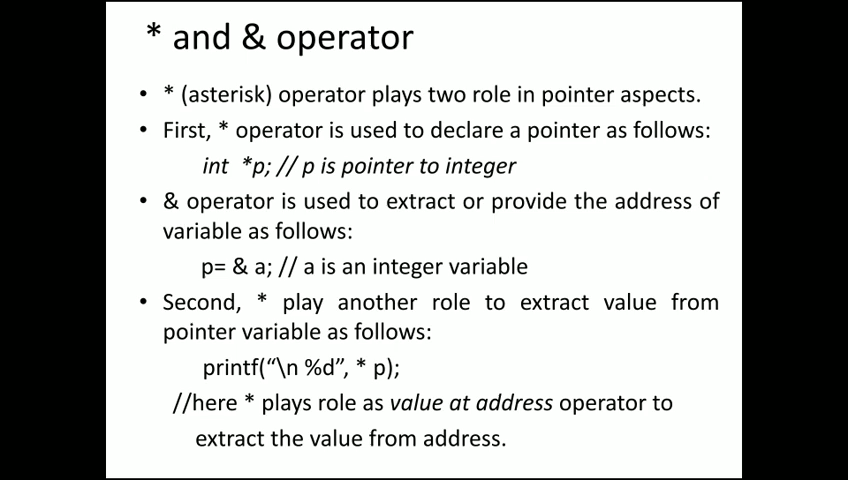 * and & operator
• * (asterisk) operator plays two role in pointer aspects.
• First, * operator is used to declare a pointer as follows:
int *p; // p is pointer to integer
• & operator is used to extract or provide the address of
variable as follows:
p= & a; // a is an integer variable
• Second, * play another role to extract value from
pointer variable as follows:
printf(“\n %d”, * p);
//here * plays role as value at address operator to
extract the value from address.